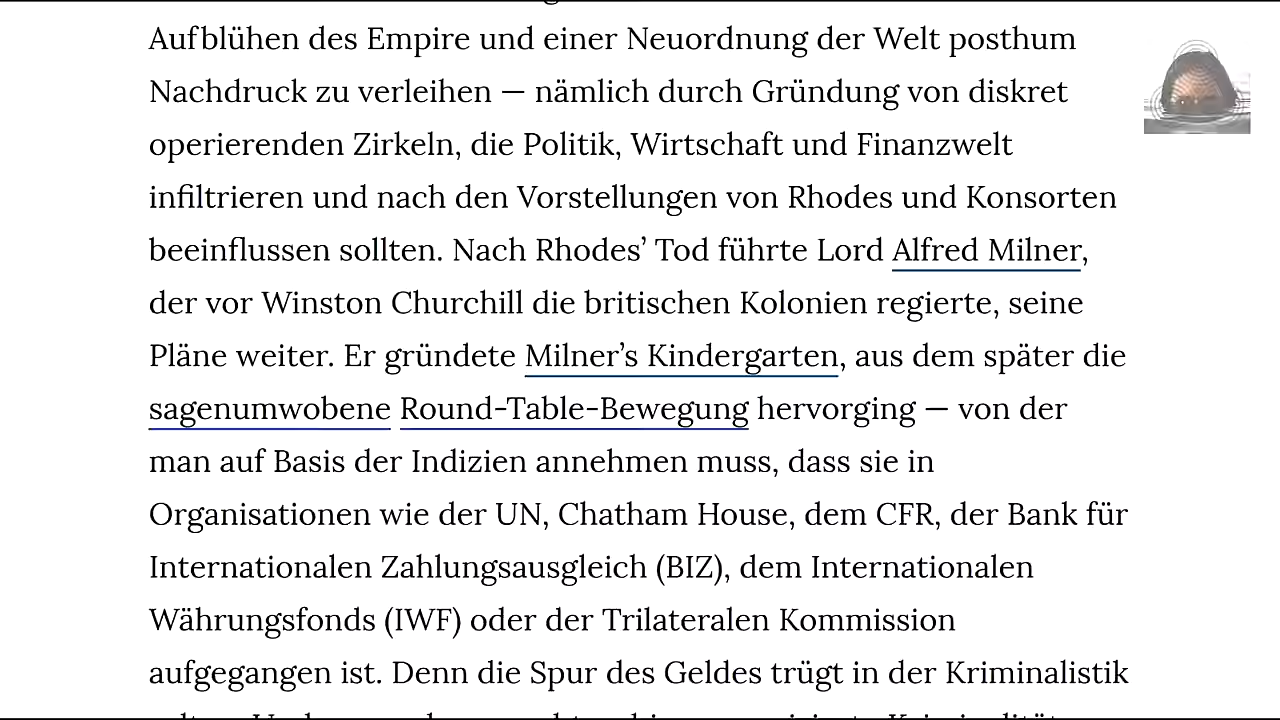 Aufblühen des Empire und einer Neuordnung der Welt posthum
Nachdruck zu verleihen — nämlich durch Gründung von diskret
operierenden Zirkeln, die Politik, Wirtschaft und Finanzwelt
infiltrieren und nach den Vorstellungen von Rhodes und Konsorten
beeinflussen sollten. Nach Rhodes’ Tod führte Lord Alfred Milner,
der vor Winston Churchill die britischen Kolonien regierte, seine
Pläne weiter. Er gründete Milner’s Kindergarten, aus dem später die
sagenumwobene Round-Table-Bewegung hervorging — von der
man auf Basis der Indizien annehmen muss, dass sie in
Organisationen wie der UN, Chatham House, dem CFR, der Bank für
Internationalen Zahlungsausgleich (BIZ), dem Internationalen
Währungsfonds (IWF) oder der Trilateralen Kommission
aufgegangen ist. Denn die Spur des Geldes trügt in der Kriminalistik